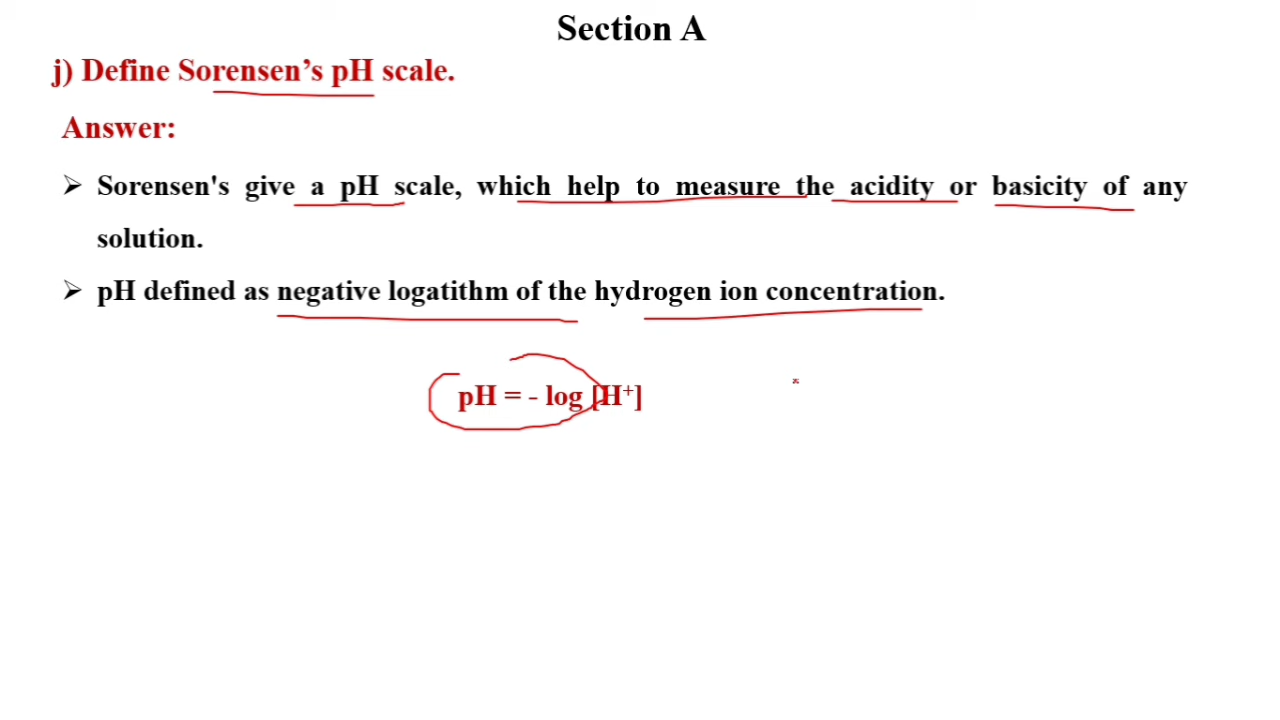 Section A
j) Define Sorensen’s pH scale.
Answer:
➢ Sorensen's give a pH scale, which help to measure the acidity or basicity of any
solution.
➢ pH defined as negative logatithm of the hydrogen ion concentration.
pH = - log [H⁺]